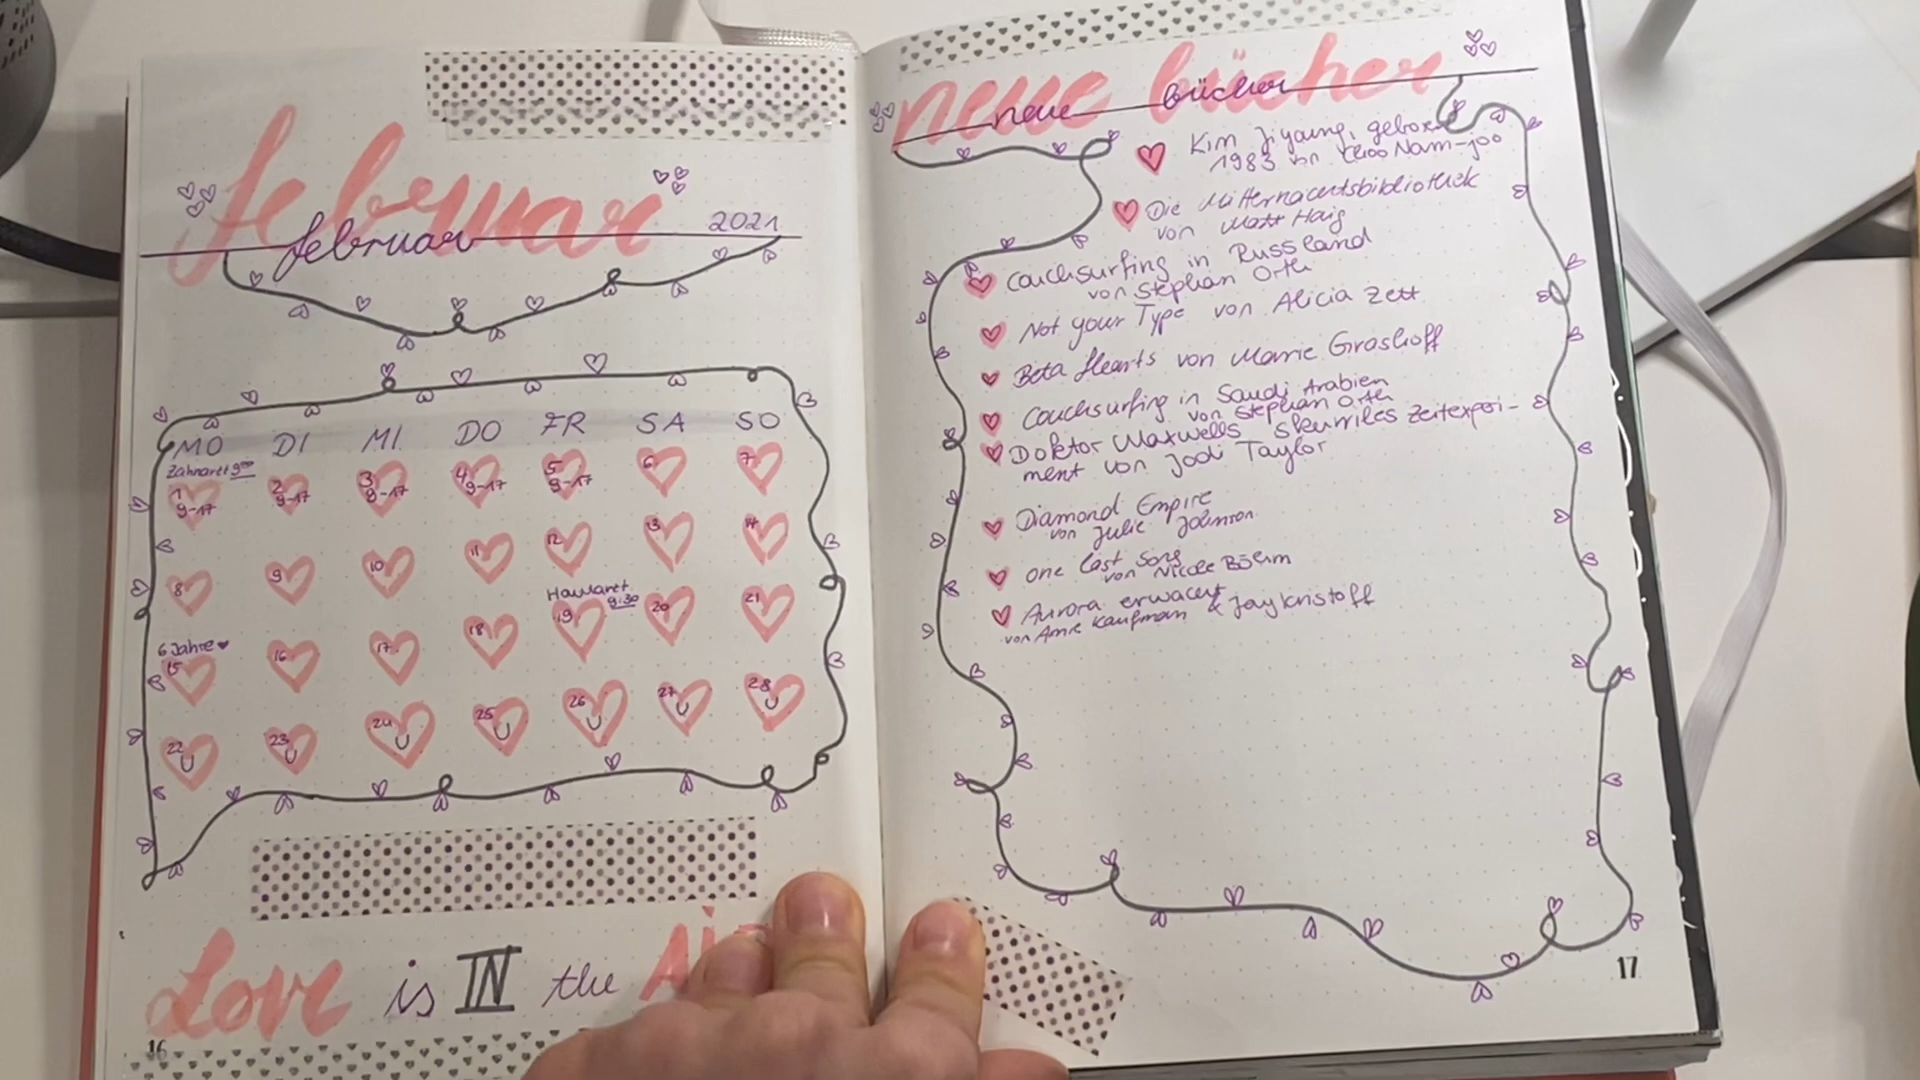 februar
februar
2021
MO DI MI DO FR SA SO
Zahnarzt 9⁰⁰
1 2 3 4 5 6 7
9-17 9-17 9-17 9-17 9-17
8 9 10 11 12 13 14
Hausarzt
9:30
6 Jahre ♥
15 16 17 18 19 20 21
22 23 24 25 26 27 28
U U U U U U U
Love is IN the
16
neue bücher
neue bücher
Kim Jiyoung, geboren
1983 von Cho Nam-joo
Die Mitternachtsbibliothek
von Matt Haig
Couchsurfing in Russland
von Stephan Orth
Not your Type von Alicia Zett
Beta Hearts von Marie Grasshoff
Couchsurfing in Saudi Arabien
von Stephan Orth
Doktor Maxwells skurriles Zeitexperi-
ment von Jodi Taylor
Diamond Empire
von Julie Johnson
One Last Song
von Nicole Böhm
Aurora erwacht
von Amie Kaufman & Jay Kristoff
17